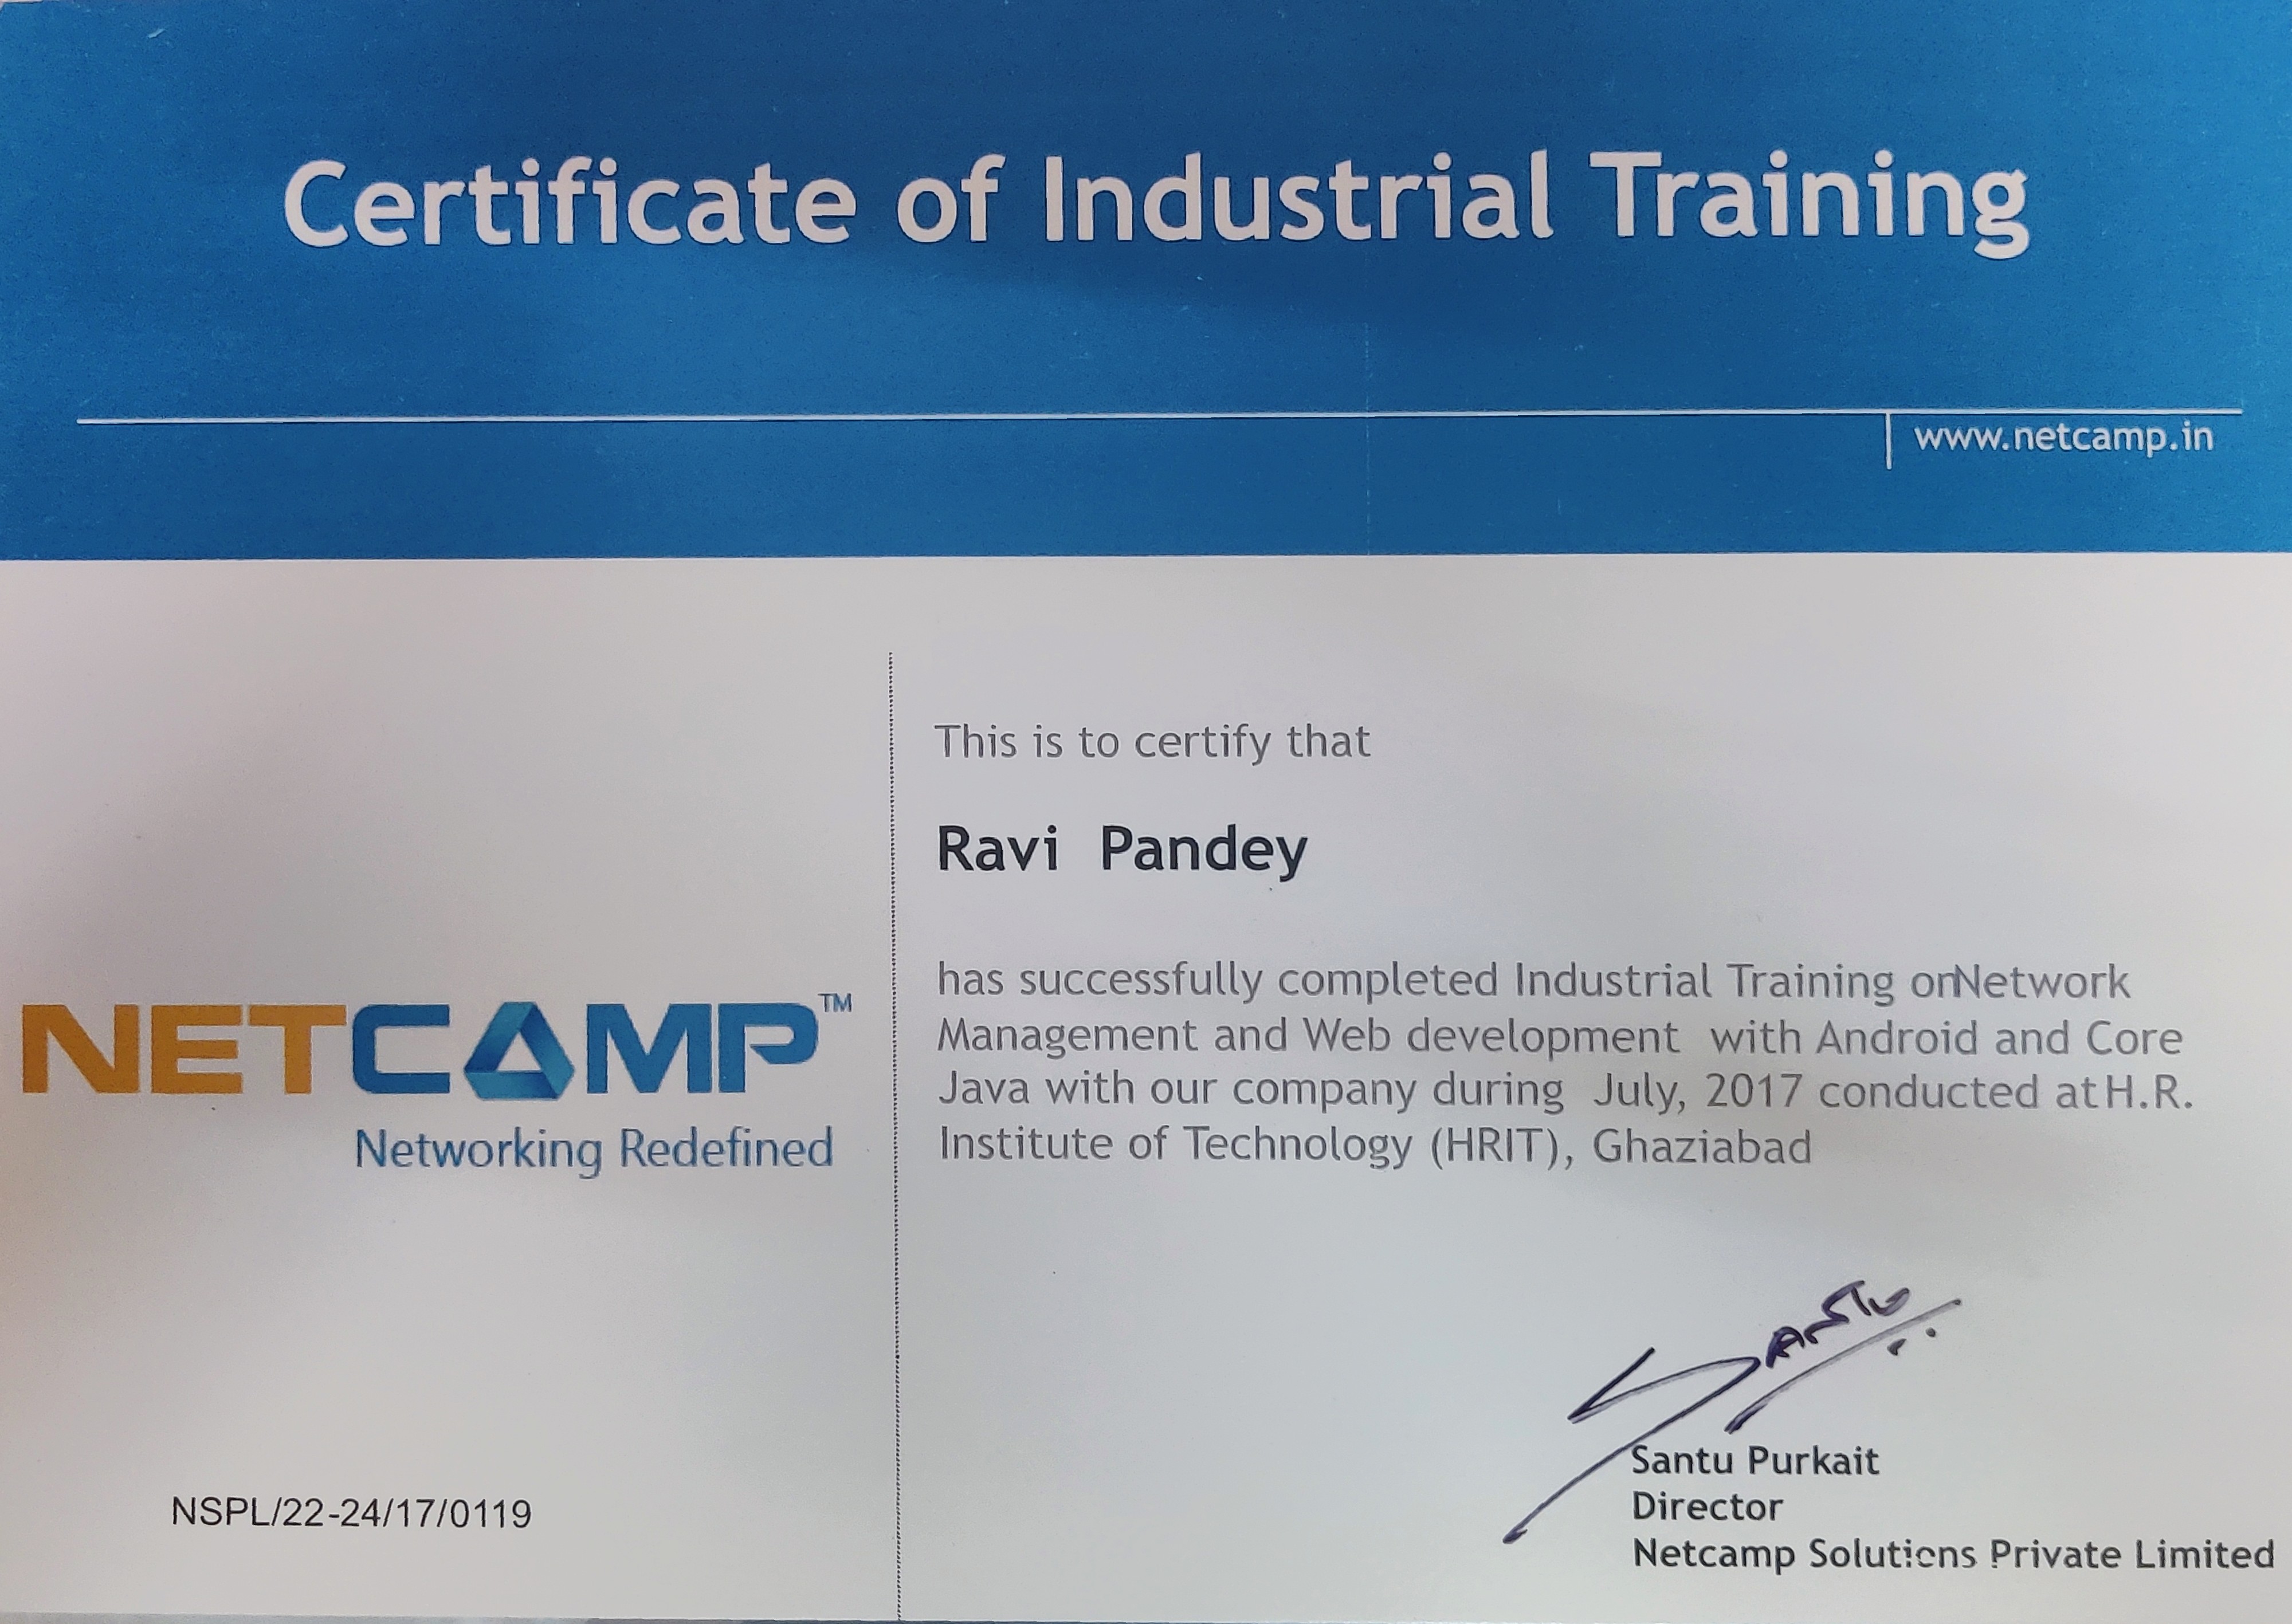 Certificate of Industrial Training
www.netcamp.in
This is to certify that
Ravi Pandey
has successfully completed Industrial Training onNetwork
Management and Web development with Android and Core
Java with our company during July, 2017 conducted at H.R.
Institute of Technology (HRIT), Ghaziabad
NETCAMP™
Networking Redefined
NSPL/22-24/17/0119
SANTU
Santu Purkait
Director
Netcamp Solutions Private Limited